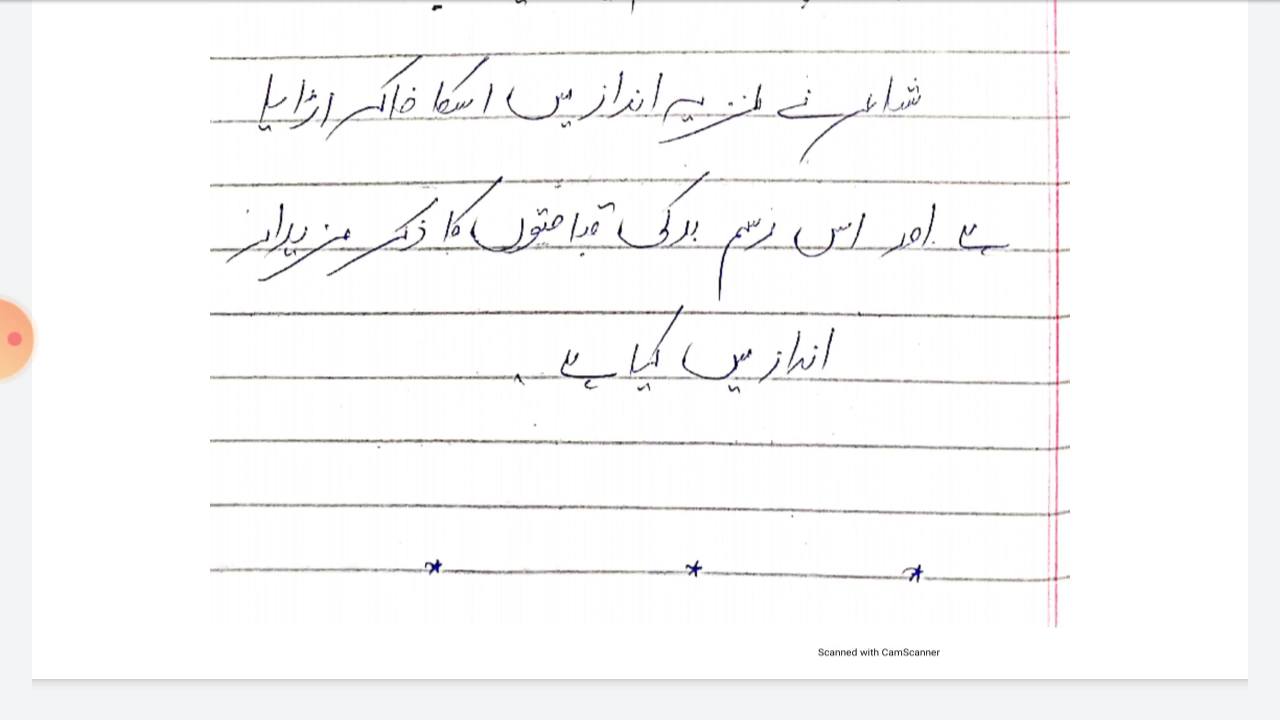 شاعر نے طنزیہ انداز میں اسکا خاکہ اڑایا
ہے اور اس رسم بد کی قباحتوں کا ذکر مزیدار
انداز میں کیا ہے۔
* * *
Scanned with CamScanner